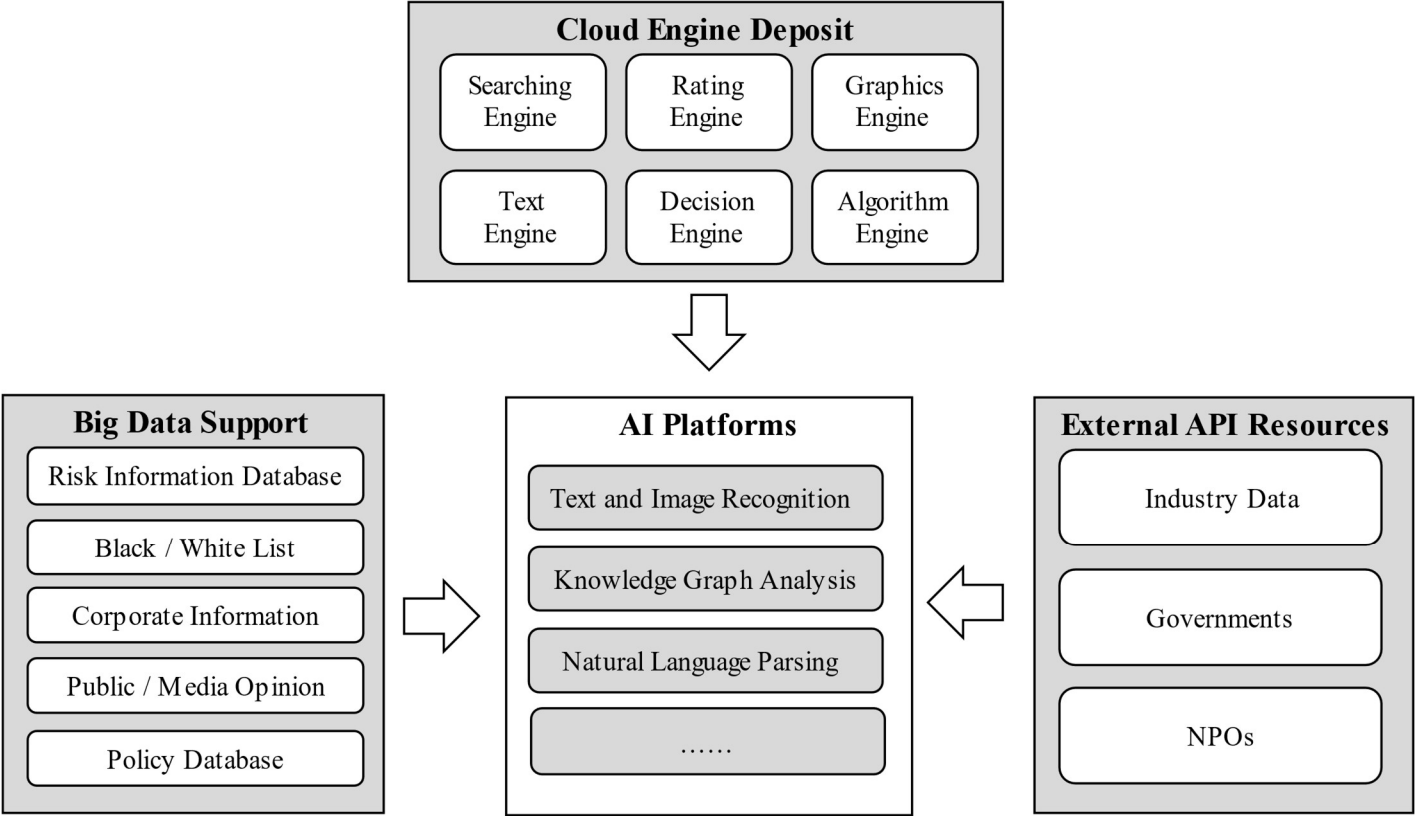 Cloud Engine Deposit
Searching
Engine
Rating
Engine
Graphics
Engine
Text
Engine
Decision
Engine
Algorithm
Engine
Big Data Support
Risk Information Database
Black / White List
Corporate Information
Public / Media Opinion
Policy Database
AI Platforms
Text and Image Recognition
Knowledge Graph Analysis
Natural Language Parsing
......
External API Resources
Industry Data
Governments
NPOs